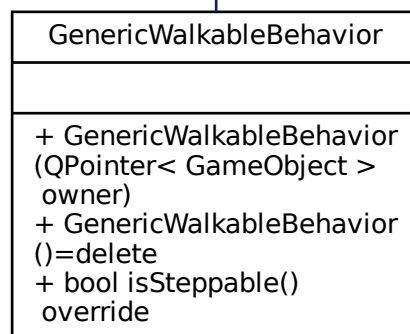 GenericWalkableBehavior
+ GenericWalkableBehavior
(QPointer< GameObject >
owner)
+ GenericWalkableBehavior
()=delete
+ bool isSteppable()
override